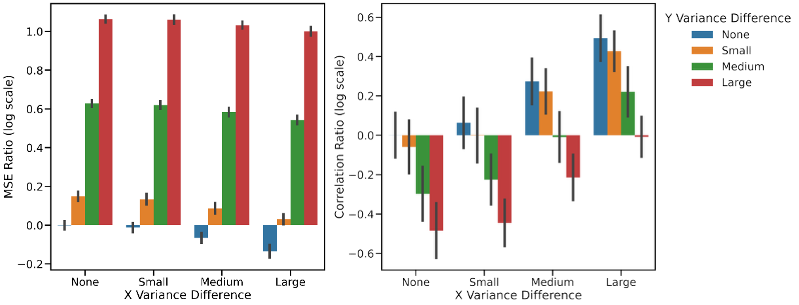 MSE Ratio (log scale)
1.0
0.8
0.6
0.4
0.2
0.0
−0.2
None Small Medium Large
X Variance Difference
Correlation Ratio (log scale)
0.6
0.4
0.2
0.0
−0.2
−0.4
−0.6
None Small Medium Large
X Variance Difference
Y Variance Difference
None
Small
Medium
Large